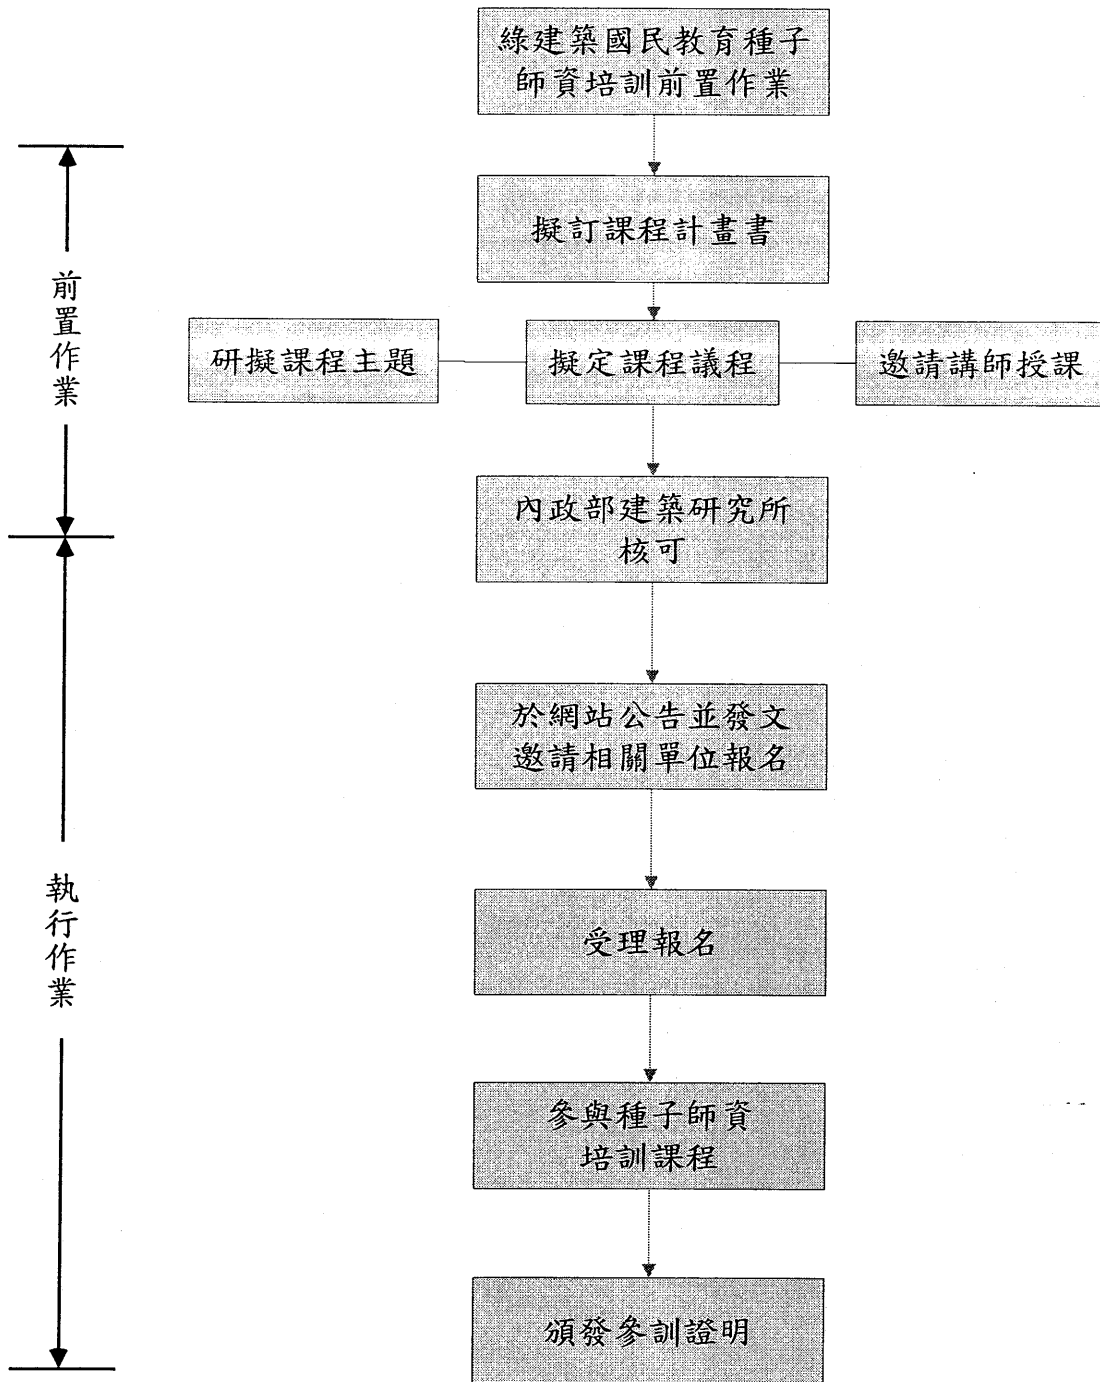 綠建築國民教育種子
師資培訓前置作業
擬訂課程計畫書
前置作業
研擬課程主題
擬定課程議程
邀請講師授課
內政部建築研究所
核可
於網站公告並發文
邀請相關單位報名
執行作業
受理報名
參與種子師資
培訓課程
頒發參訓證明